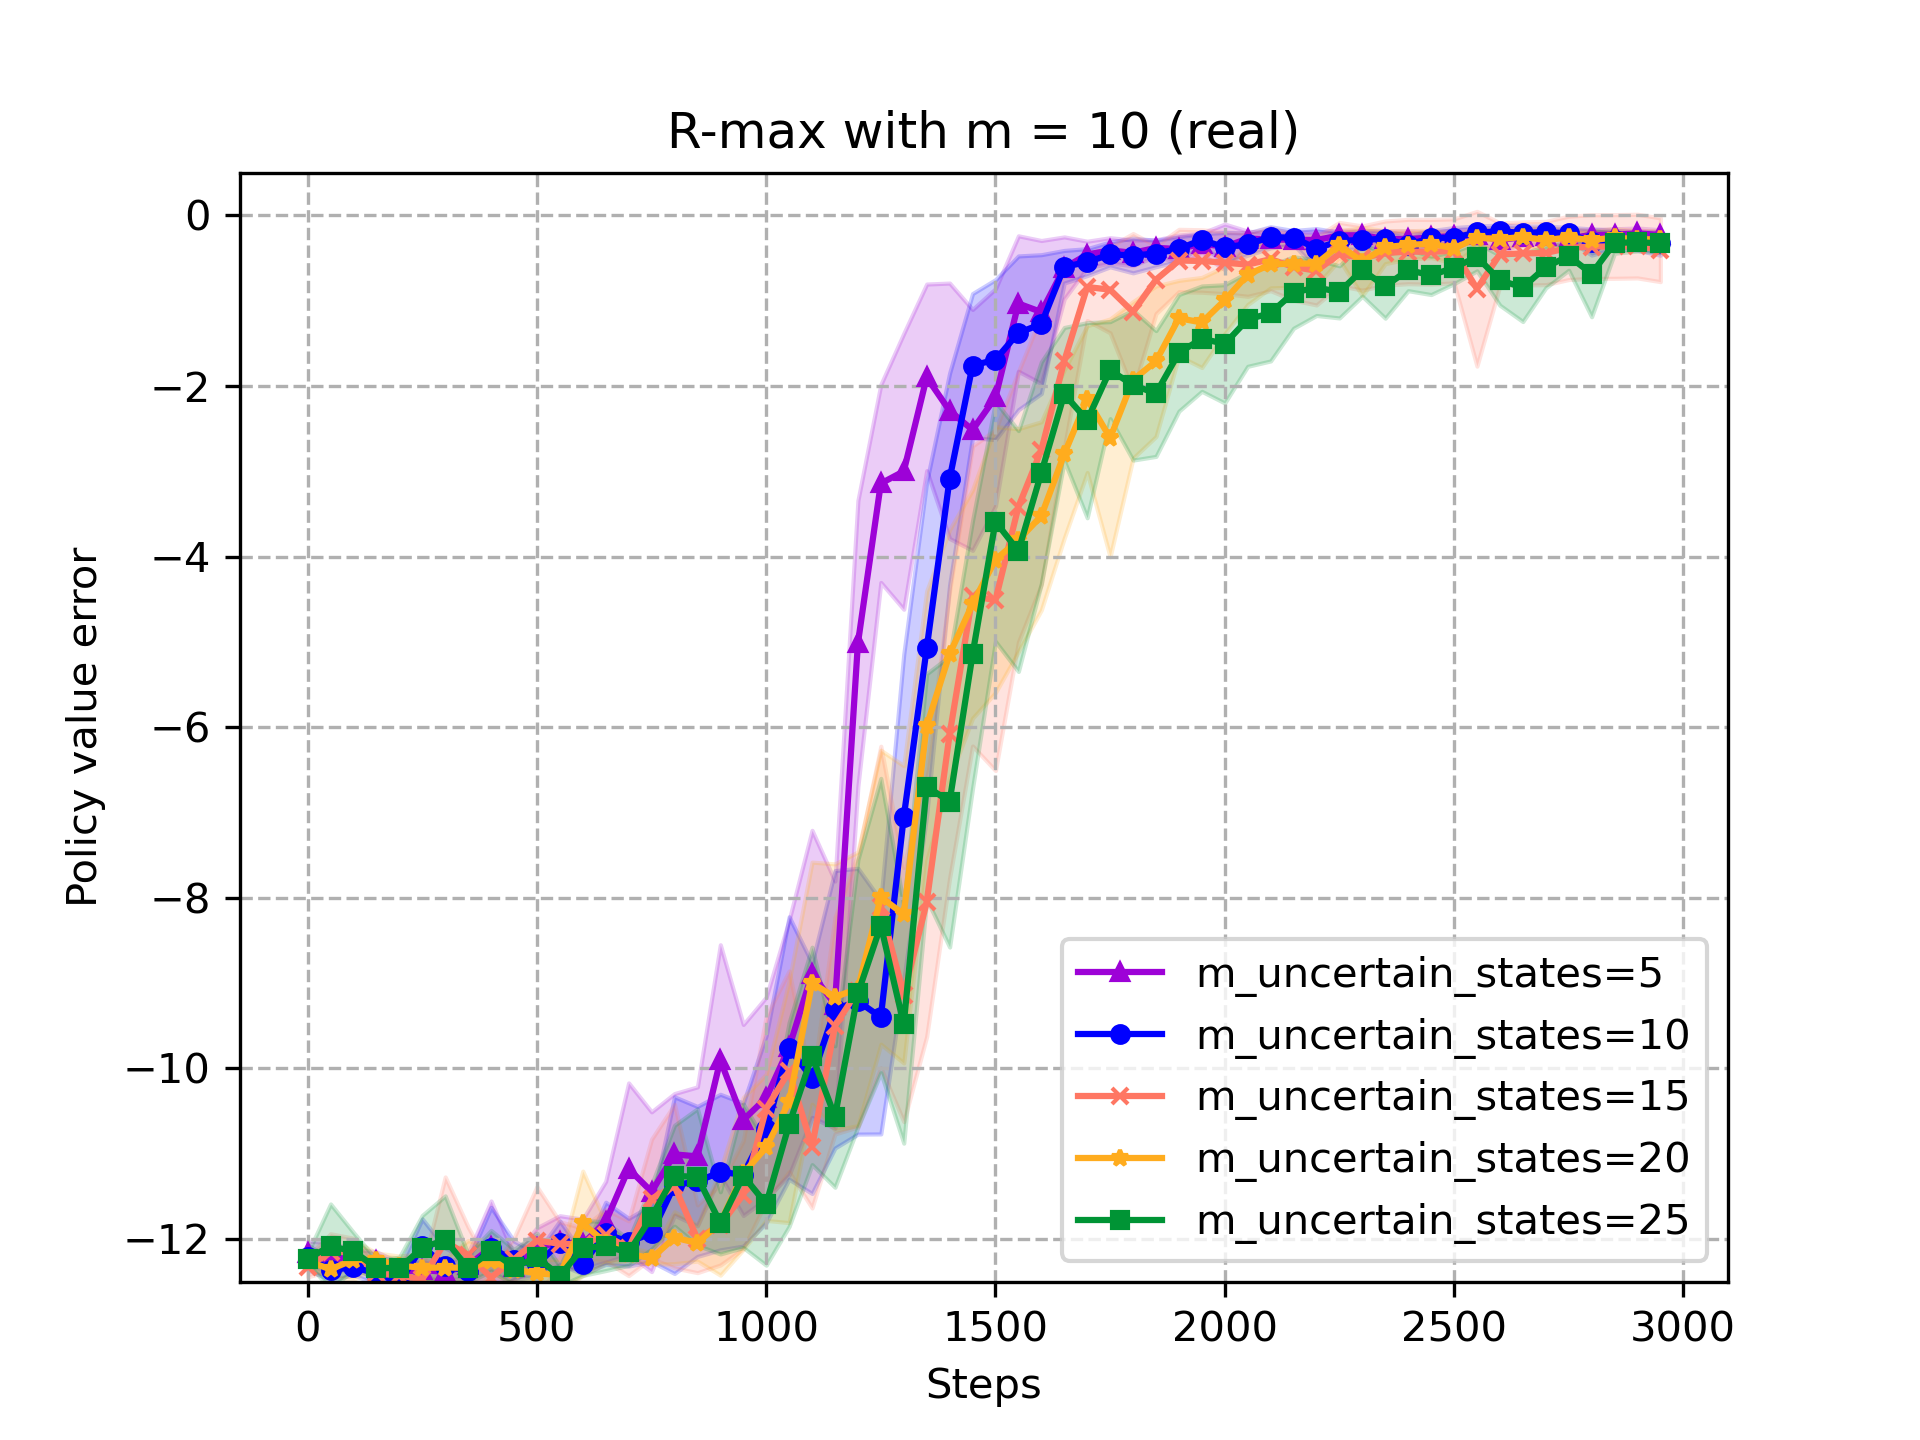 R-max with m = 10 (real)
0
−2
−4
−6
−8
−10
−12
Policy value error
m_uncertain_states=5
m_uncertain_states=10
m_uncertain_states=15
m_uncertain_states=20
m_uncertain_states=25
0 500 1000 1500 2000 2500 3000
Steps